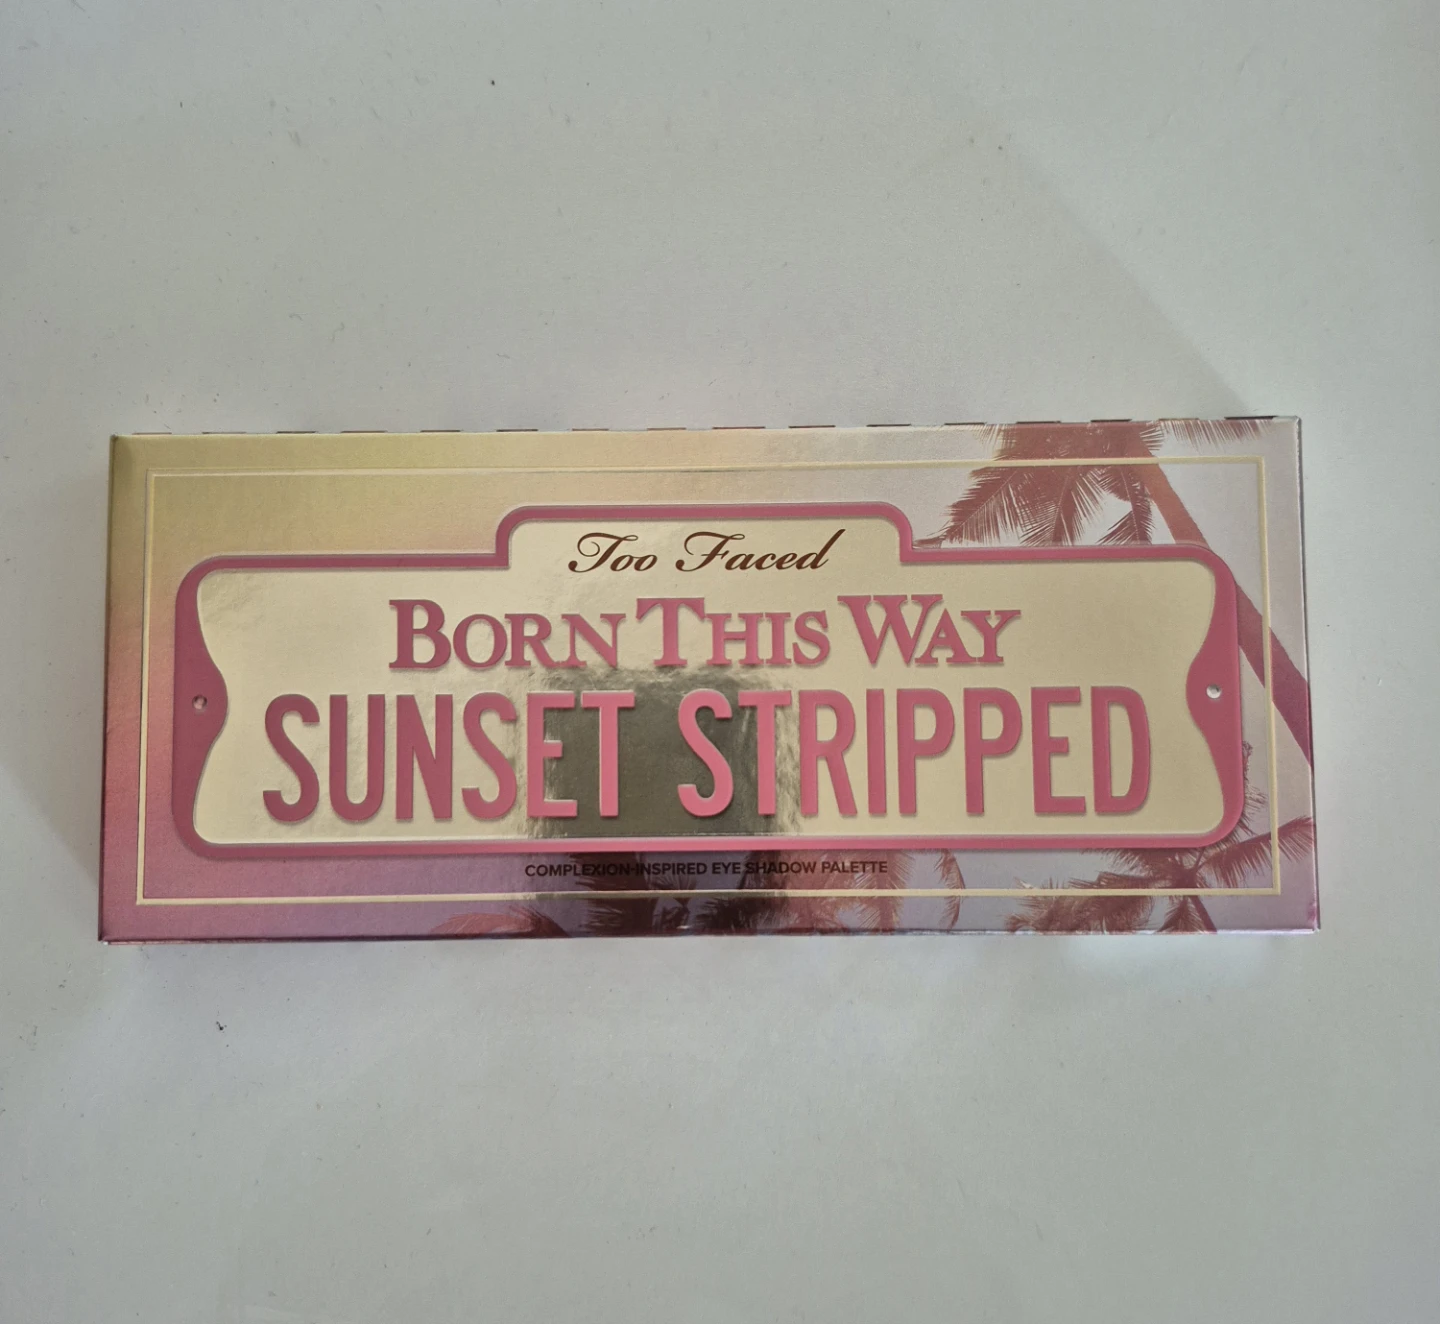 Too Faced
BORN THIS WAY
SUNSET STRIPPED
COMPLEXION-INSPIRED EYE SHADOW PALETTE